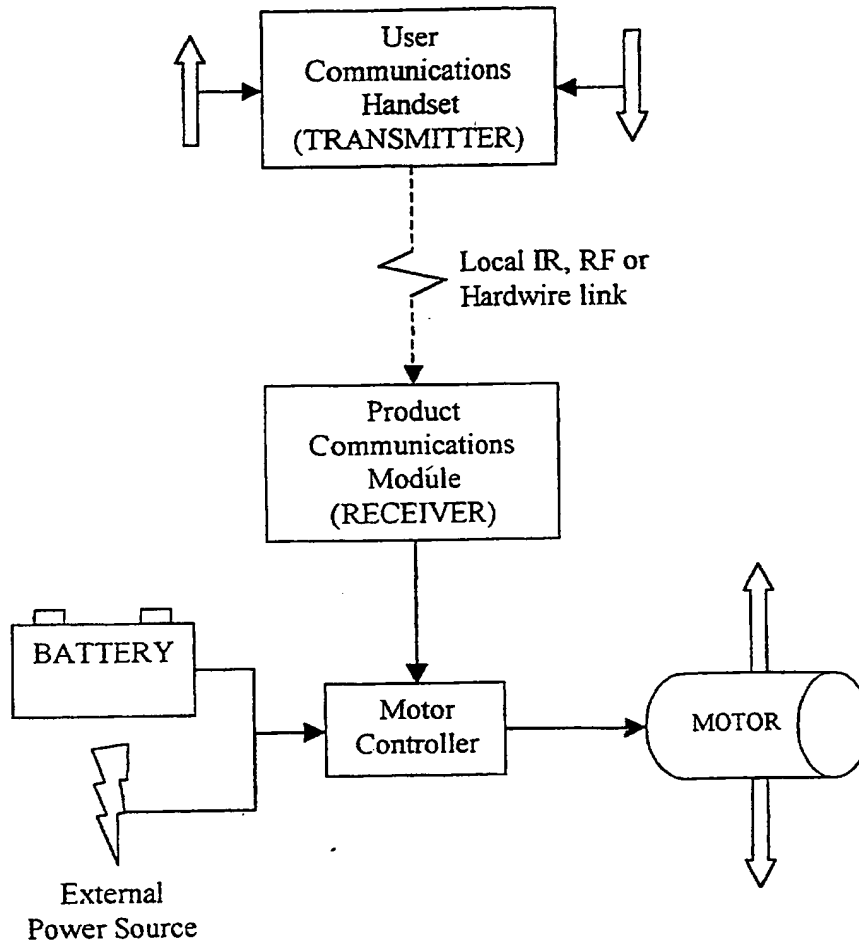 User
Communications
Handset
(TRANSMITTER)
Local IR, RF or
Hardwire link
Product
Communications
Module
(RECEIVER)
BATTERY
Motor
Controller
MOTOR
External
Power Source